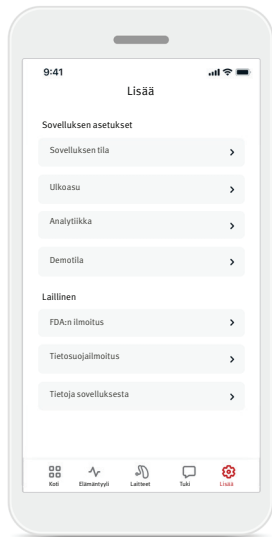 9:41
Lisää
Sovelluksen asetukset
Sovelluksen tila
Ulkoasu
Analytiikka
Demotila
Laillinen
FDA:n ilmoitus
Tietosuojailmoitus
Tietoja sovelluksesta
Koti Elämäntyyli Laitteet Tuki Lisää